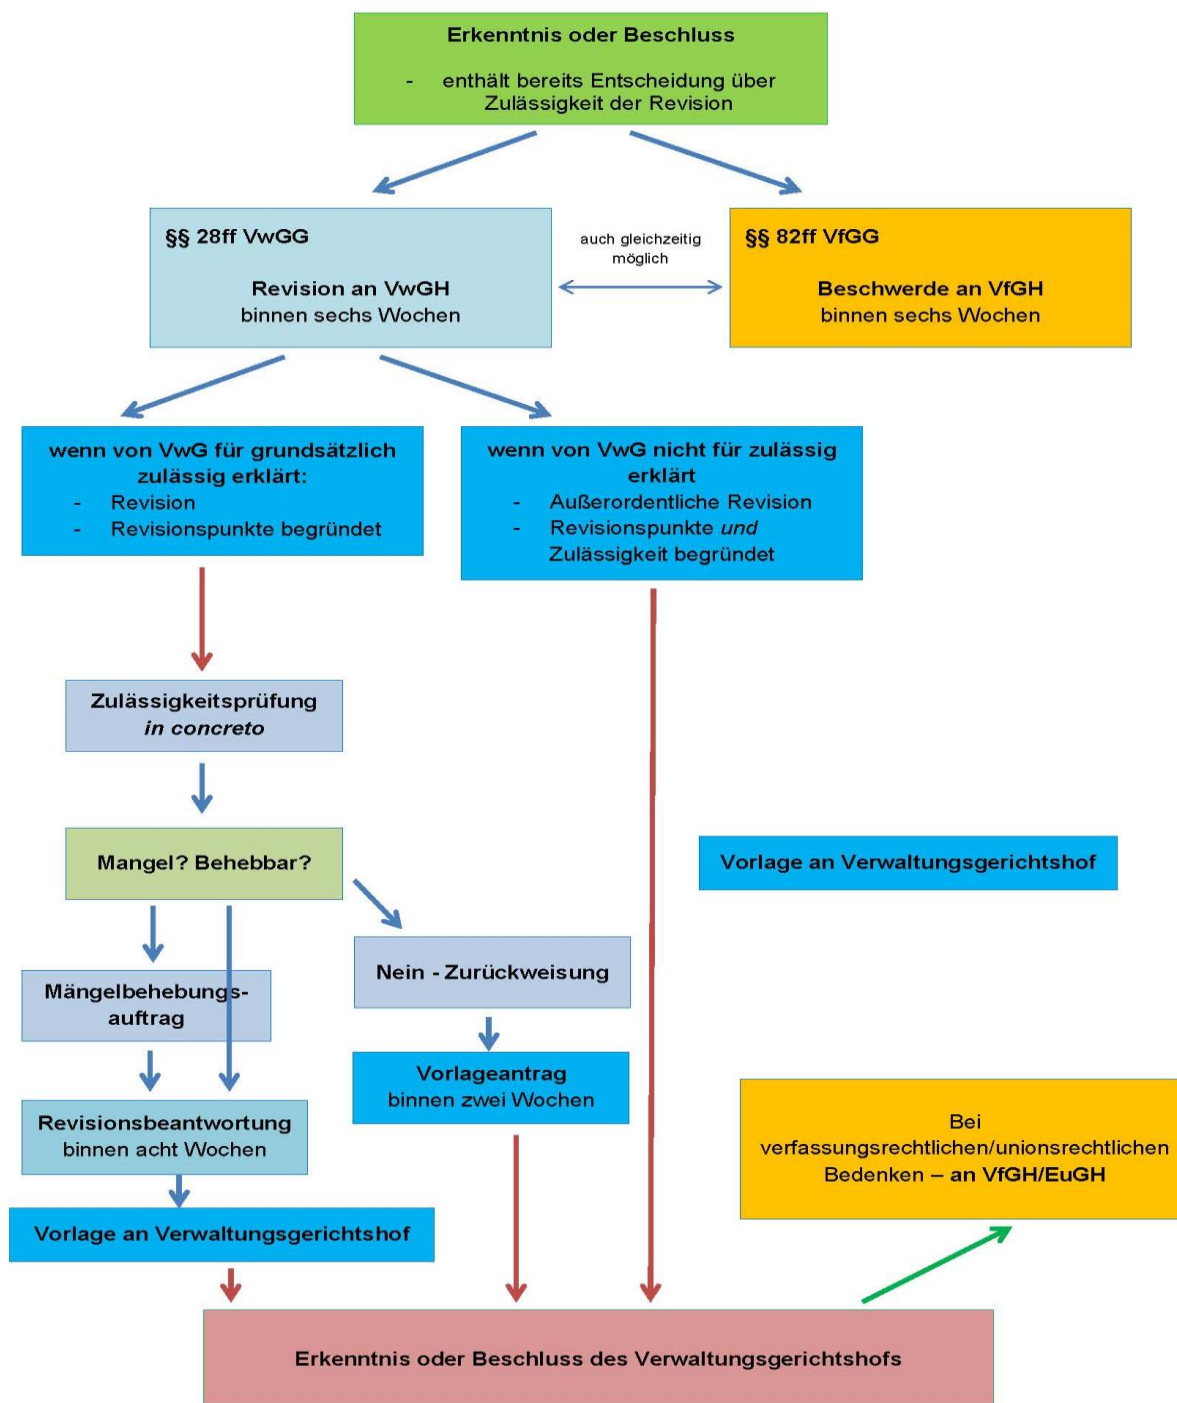 Erkenntnis oder Beschluss
- enthält bereits Entscheidung über
Zulässigkeit der Revision
§§ 28ff VwGG
Revision an VwGH
binnen sechs Wochen
auch gleichzeitig
möglich
§§ 82ff VfGG
Beschwerde an VfGH
binnen sechs Wochen
wenn von VwG für grundsätzlich
zulässig erklärt:
- Revision
- Revisionspunkte begründet
wenn von VwG nicht für zulässig
erklärt
- Außerordentliche Revision
- Revisionspunkte und
Zulässigkeit begründet
Zulässigkeitsprüfung
in concreto
Mangel? Behebbar?
Vorlage an Verwaltungsgerichtshof
Nein - Zurückweisung
Mängelbehebungs-
auftrag
Vorlageantrag
binnen zwei Wochen
Revisionsbeantwortung
binnen acht Wochen
Bei
verfassungsrechtlichen/unionsrechtlichen
Bedenken – an VfGH/EuGH
Vorlage an Verwaltungsgerichtshof
Erkenntnis oder Beschluss des Verwaltungsgerichtshofs